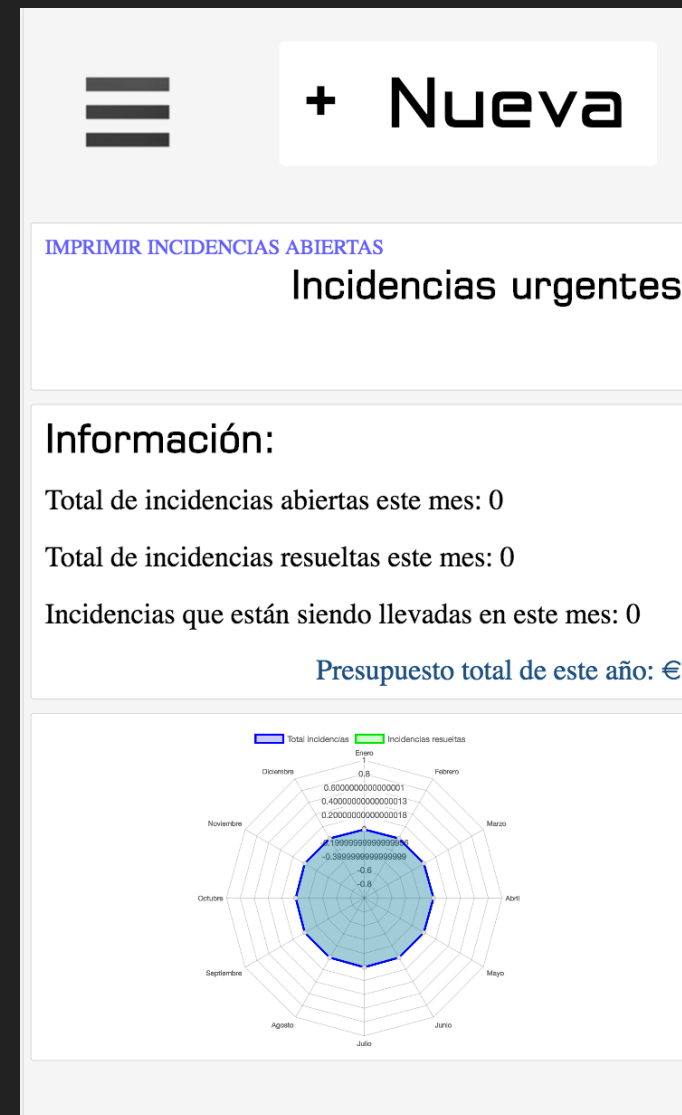 + Nueva
IMPRIMIR INCIDENCIAS ABIERTAS
Incidencias urgentes
Información:
Total de incidencias abiertas este mes: 0
Total de incidencias resueltas este mes: 0
Incidencias que están siendo llevadas en este mes: 0
Presupuesto total de este año: €
Total Incidencias Incidencias resueltas
Enero
1
Diciembre 0.8 Febrero
0.6000000000000001
0.40000000000000013
0.20000000000000018
Noviembre Marzo
0
-0.3999999999999999
-0.6
-0.8
Octubre Abril
Septiembre Mayo
Agosto Junio
Julio